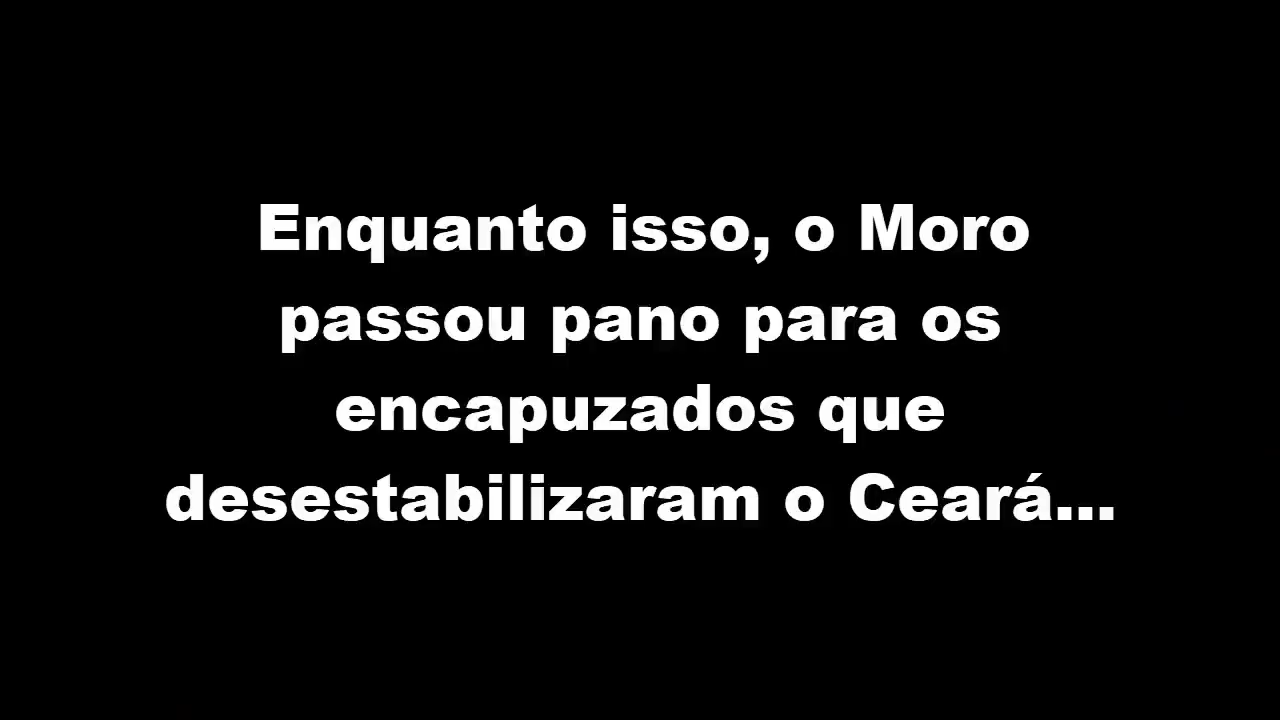 Enquanto isso, o Moro
passou pano para os
encapuzados que
desestabilizaram o Ceará...